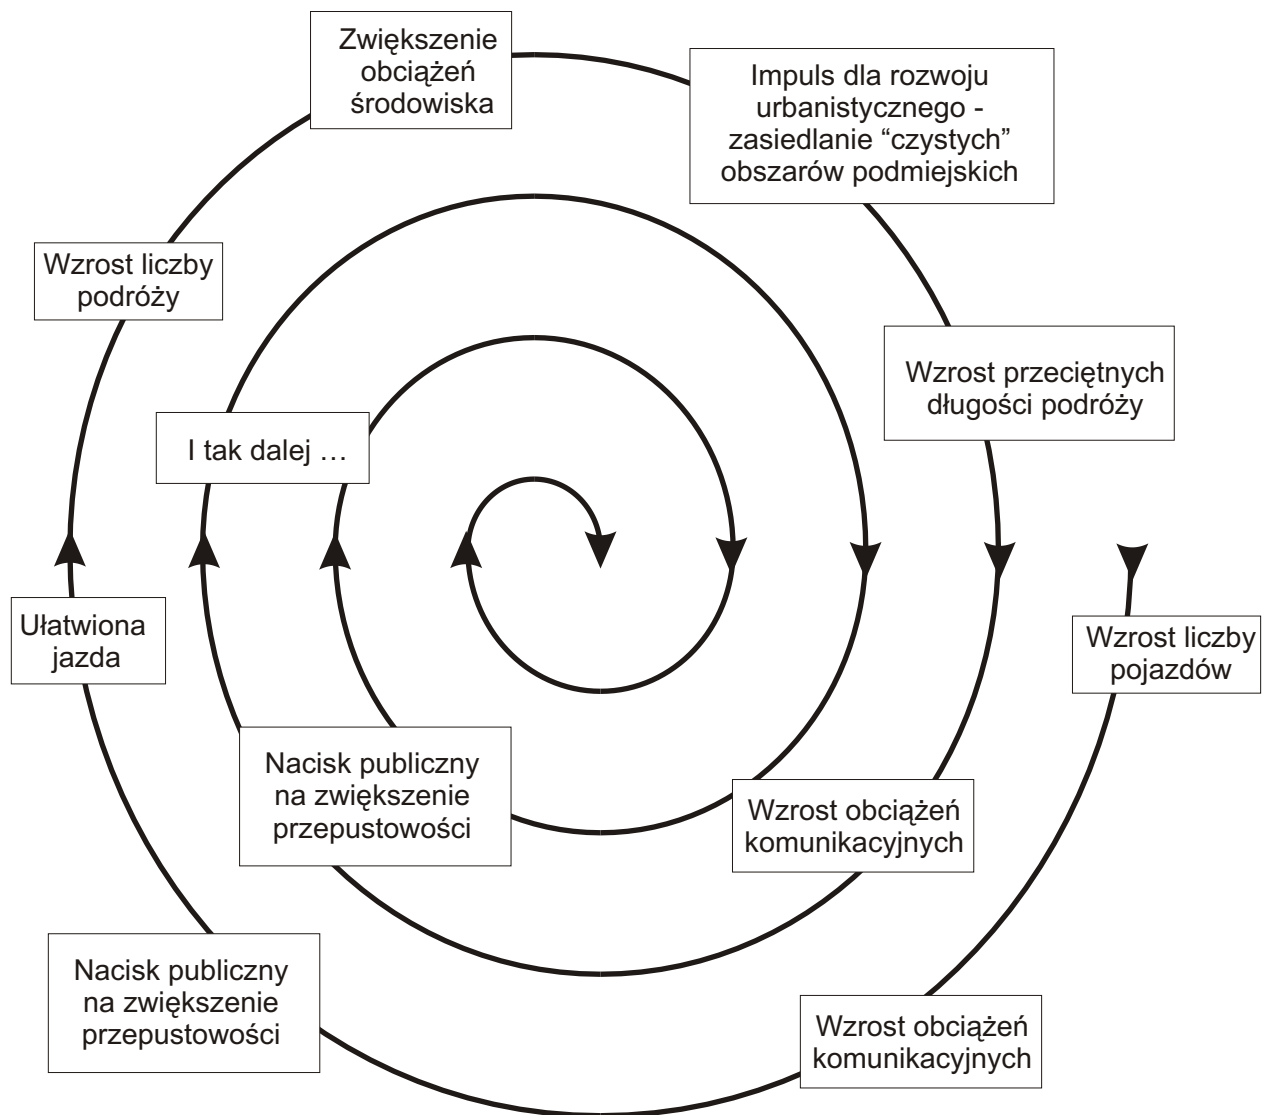 Zwiększenie
obciążeń
środowiska
Impuls dla rozwoju
urbanistycznego -
zasiedlanie “czystych”
obszarów podmiejskich
Wzrost liczby
podróży
Wzrost przeciętnych
długości podróży
I tak dalej …
Ułatwiona
jazda
Wzrost liczby
pojazdów
Nacisk publiczny
na zwiększenie
przepustowości
Wzrost obciążeń
komunikacyjnych
Nacisk publiczny
na zwiększenie
przepustowości
Wzrost obciążeń
komunikacyjnych